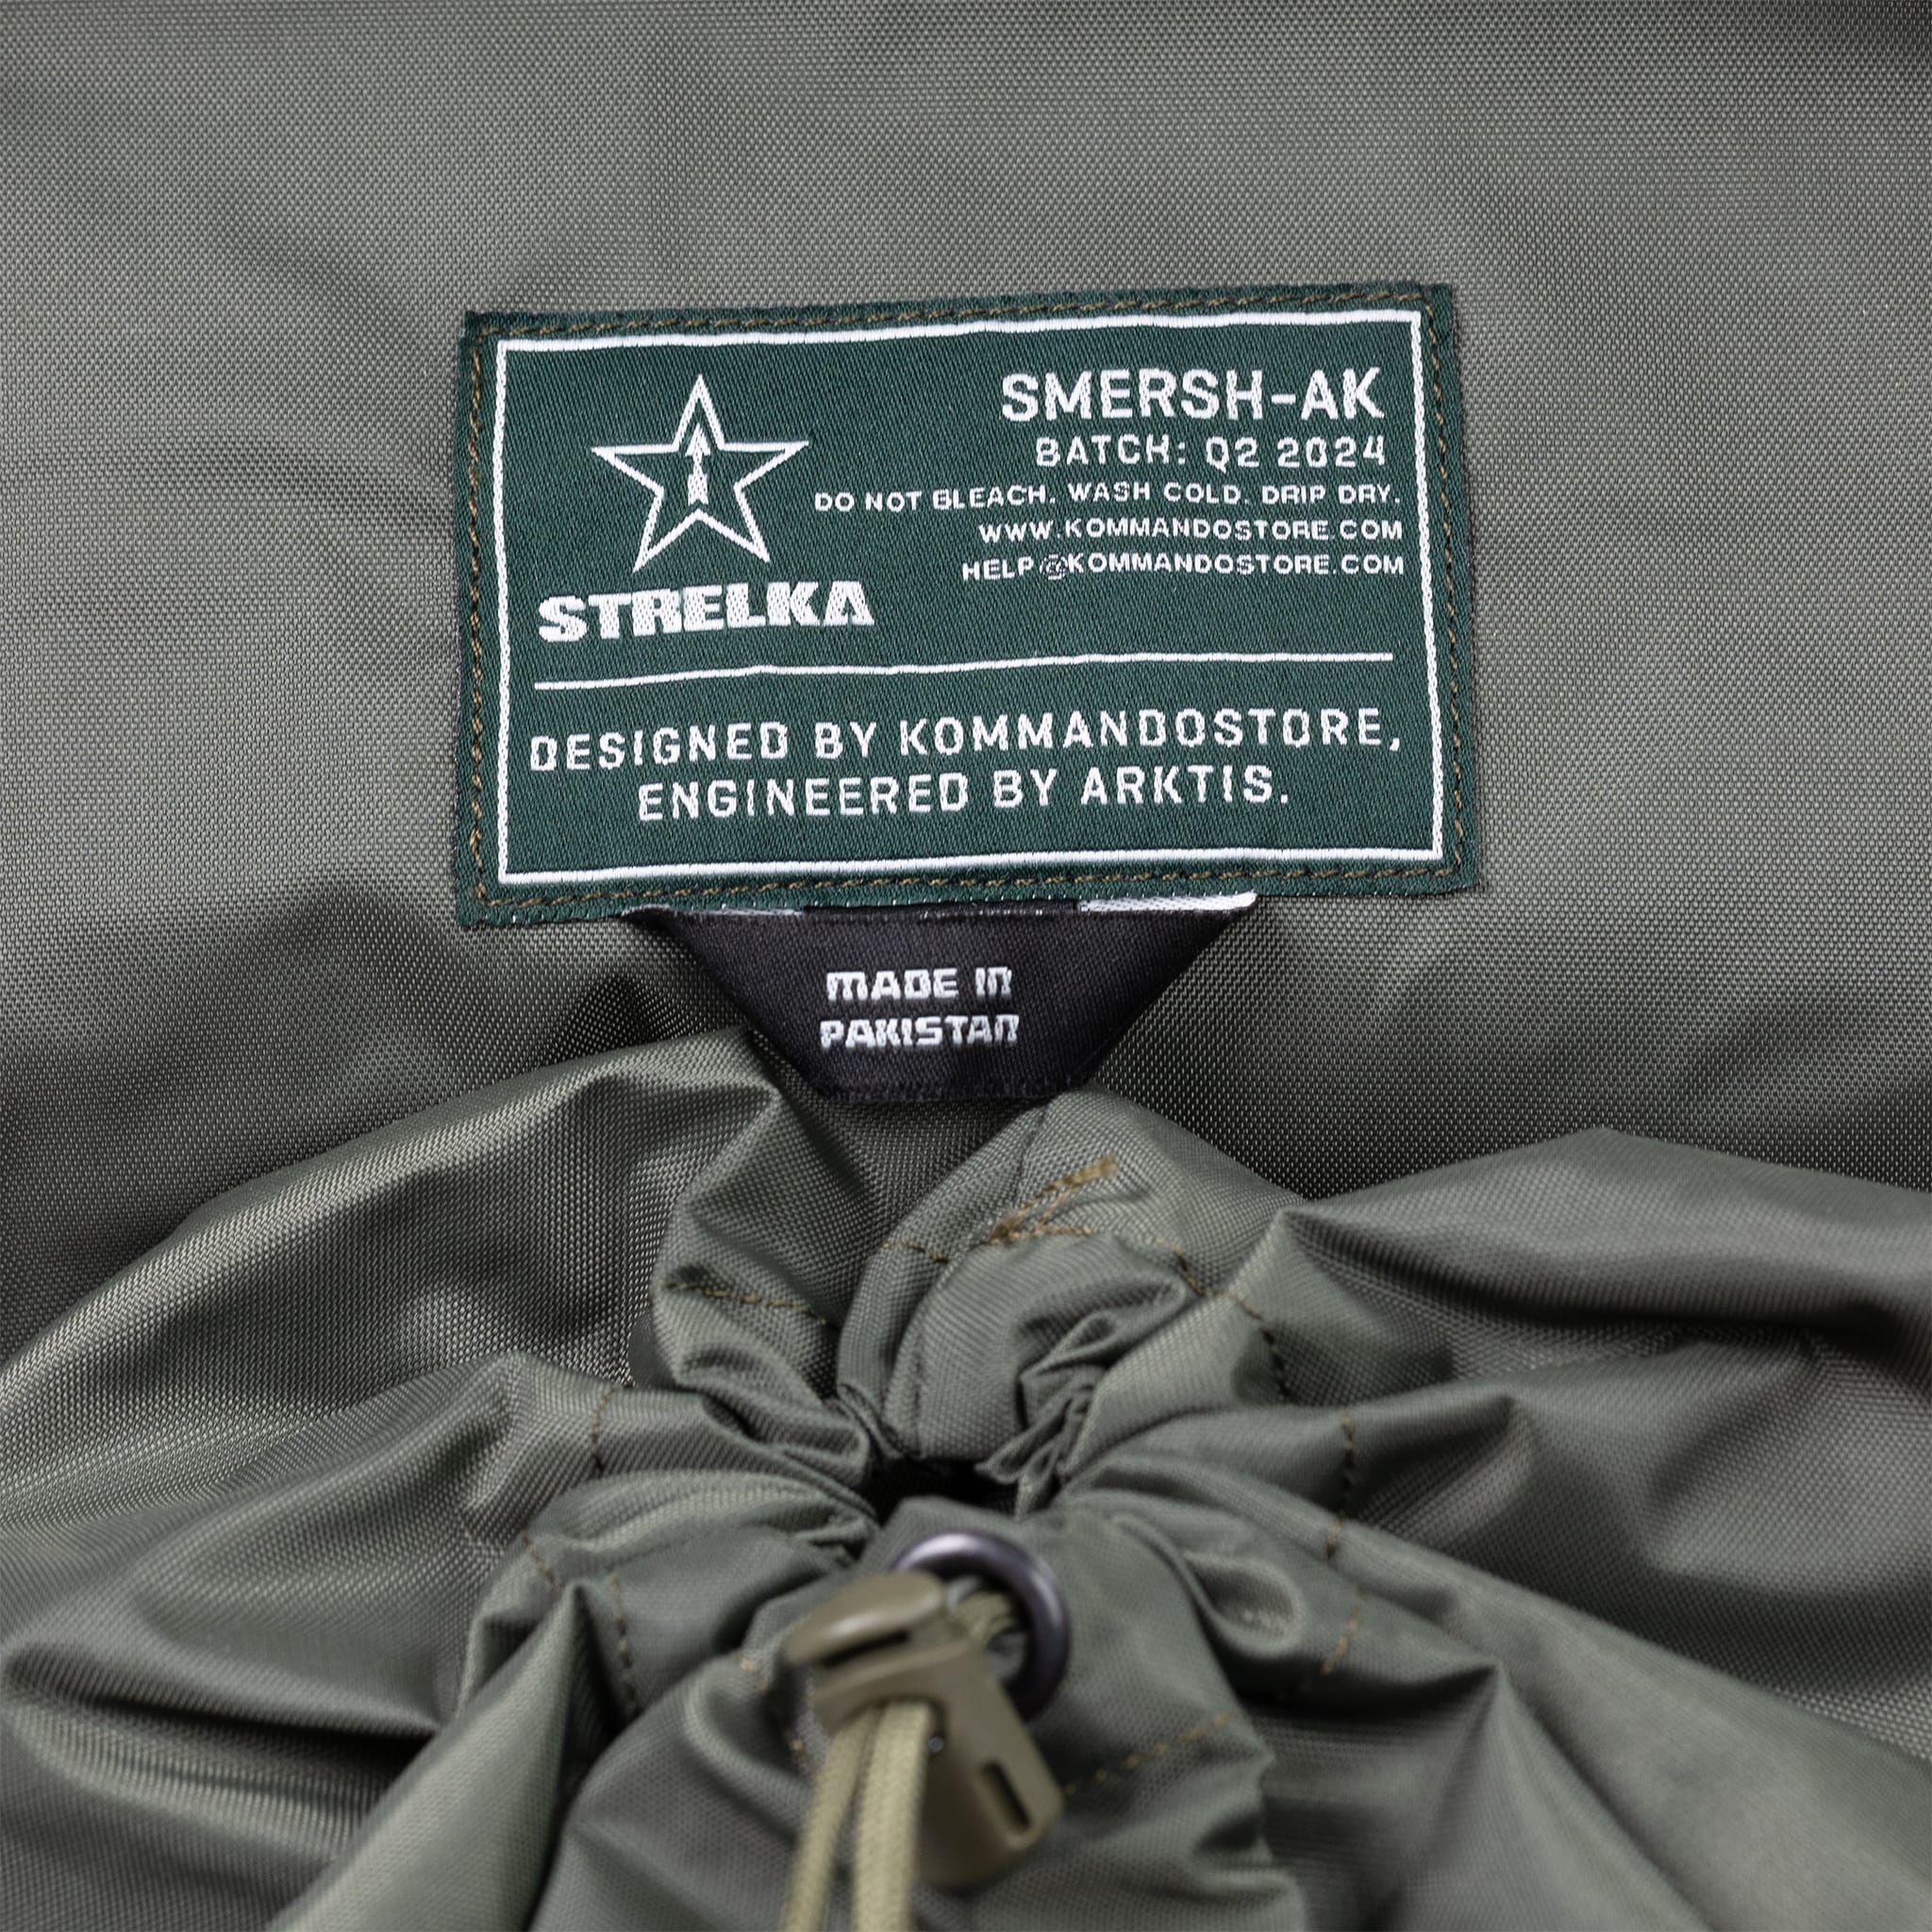 STRELKA
SMERSH-AK
BATCH: Q2 2024
DO NOT BLEACH. WASH COLD. DRIP DRY.
WWW.KOMMANDOSTORE.COM
HELP@KOMMANDOSTORE.COM
DESIGNED BY KOMMANDOSTORE,
ENGINEERED BY ARKTIS.
MADE IN
PAKISTAN